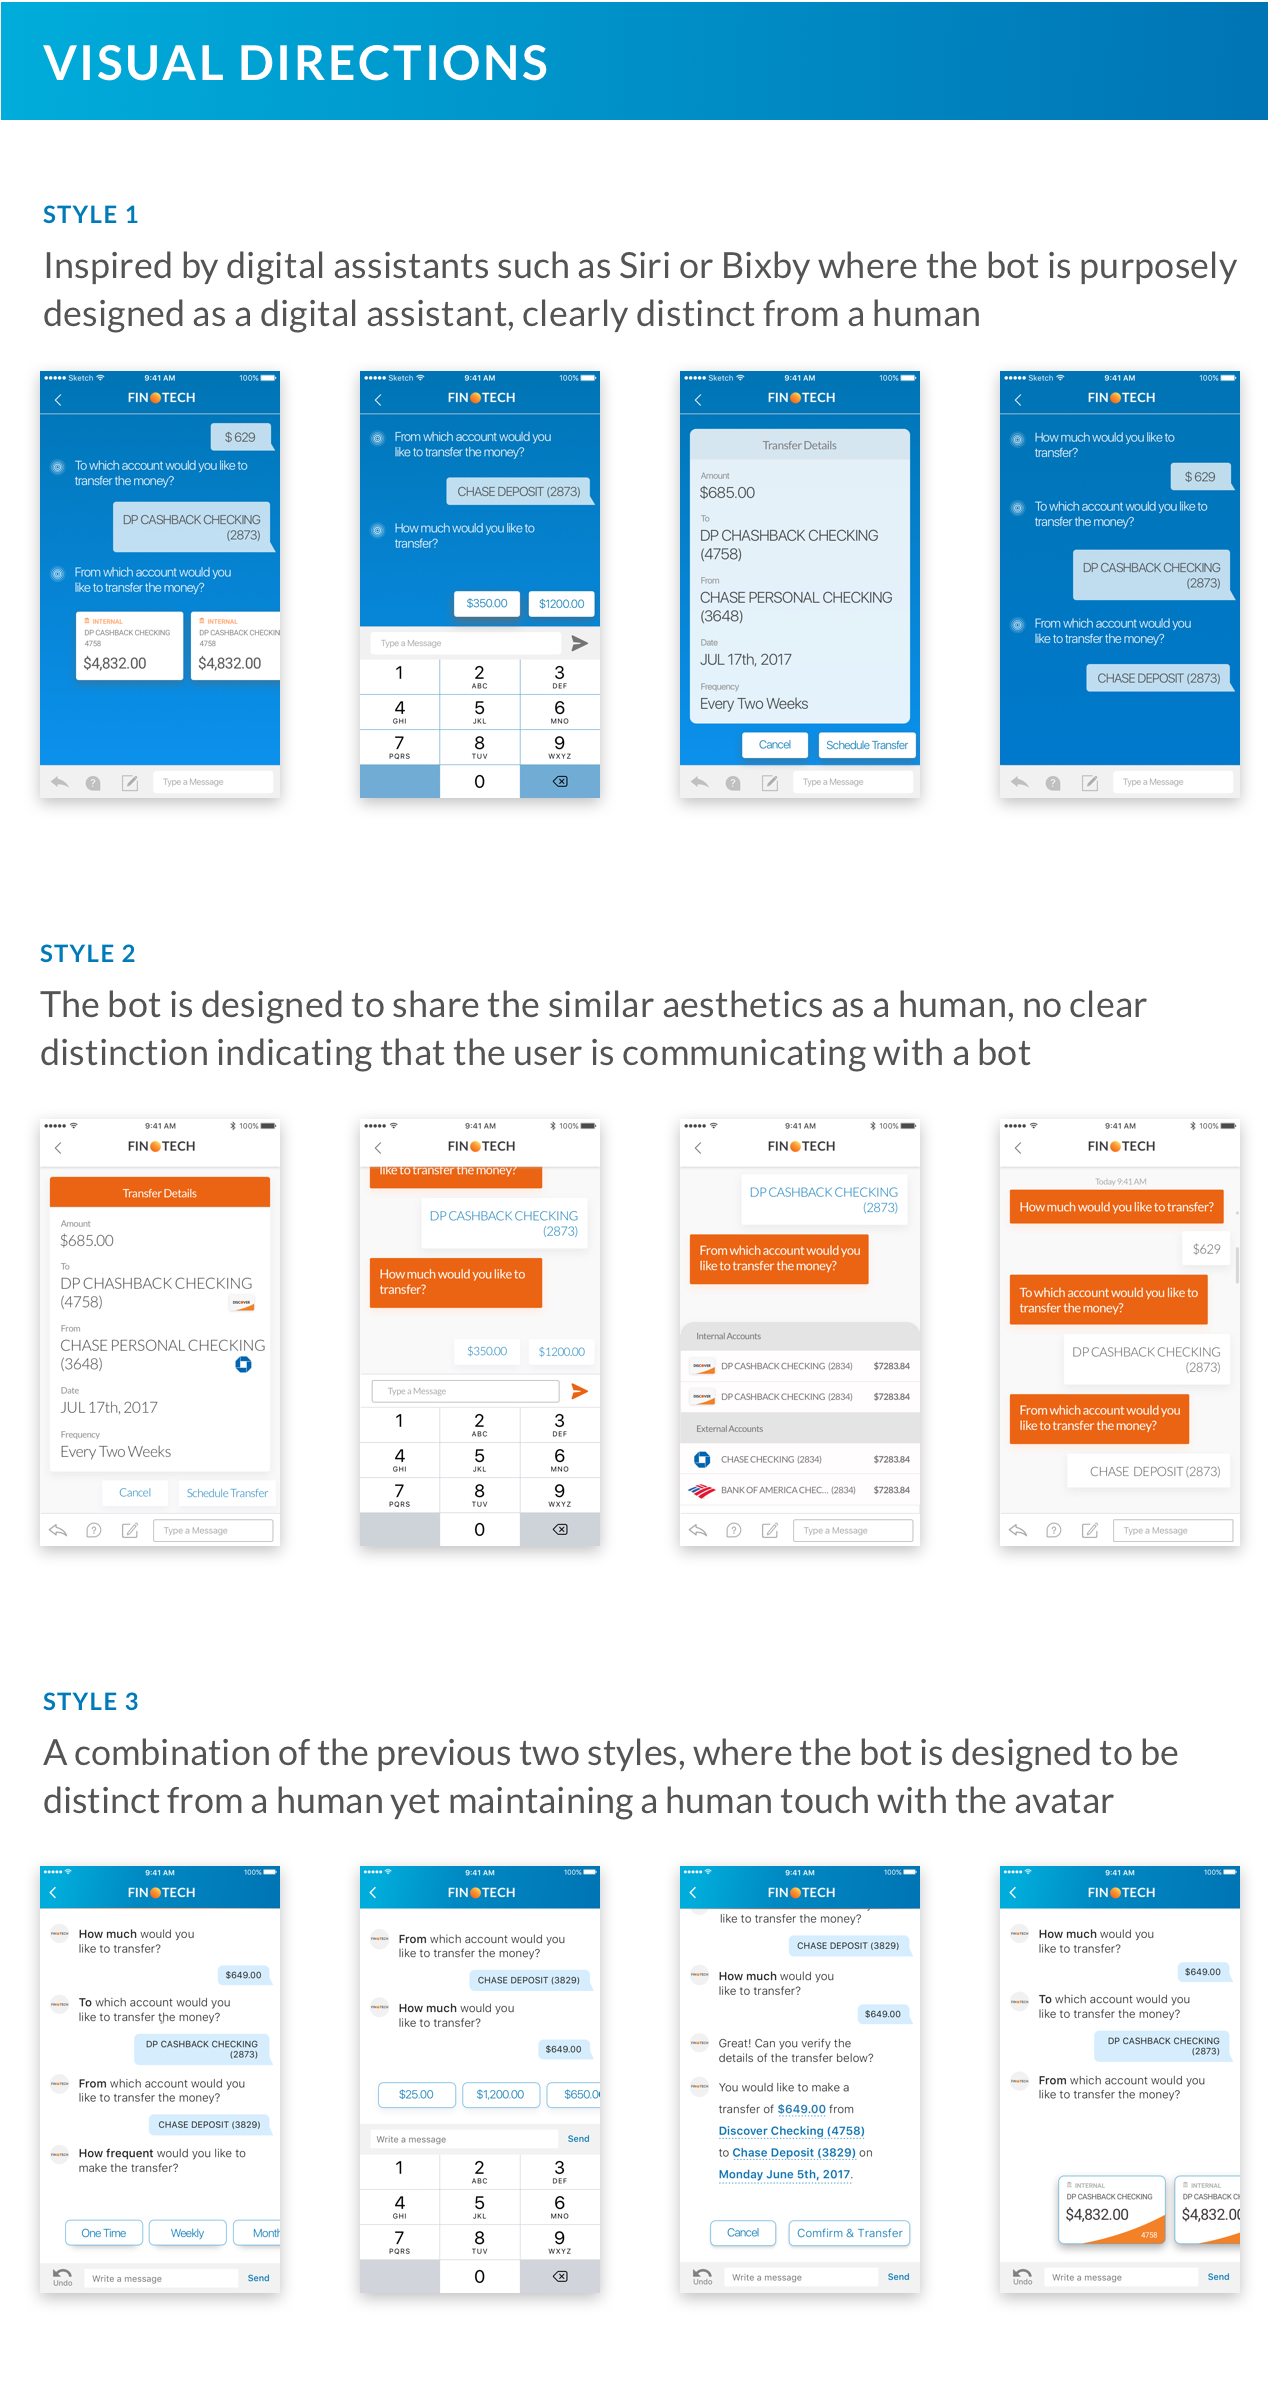 VISUAL DIRECTIONS
STYLE 1
Inspired by digital assistants such as Siri or Bixby where the bot is purposely
designed as a digital assistant, clearly distinct from a human
Sketch 9:41 AM 100%
FIN TECH
$ 629
To which account would you like to
transfer the money?
DP CASHBACK CHECKING
(2873)
From which account would you
like to transfer the money?
INTERNAL
DP CASHBACK CHECKING
4758
$4,832.00
INTERNAL
DP CASHBACK CHECKIN
4758
$4,832.00
Type a Message
Sketch 9:41 AM 100%
FIN TECH
From which account would you
like to transfer the money?
CHASE DEPOSIT (2873)
How much would you like to
transfer?
$350.00 $1200.00
Type a Message
1 2 3
ABC DEF
4 5 6
GHI JKL MNO
7 8 9
PQRS TUV WXYZ
0
Sketch 9:41 AM 100%
FIN TECH
Transfer Details
Amount
$685.00
To
DP CHASHBACK CHECKING
(4758)
From
CHASE PERSONAL CHECKING
(3648)
Date
JUL 17th, 2017
Frequency
Every Two Weeks
Cancel Schedule Transfer
Type a Message
Sketch 9:41 AM 100%
FIN TECH
How much would you like to
transfer?
$ 629
To which account would you like to
transfer the money?
DP CASHBACK CHECKING
(2873)
From which account would you
like to transfer the money?
CHASE DEPOSIT (2873)
Type a Message
STYLE 2
The bot is designed to share the similar aesthetics as a human, no clear
distinction indicating that the user is communicating with a bot
9:41 AM 100%
FIN TECH
Transfer Details
Amount
$685.00
To
DP CHASHBACK CHECKING
(4758)
DISCOVER
From
CHASE PERSONAL CHECKING
(3648)
Date
JUL 17th, 2017
Frequency
Every Two Weeks
Cancel Schedule Transfer
Type a Message
9:41 AM 100%
FIN TECH
like to transfer the money?
DP CASHBACK CHECKING
(2873)
How much would you like to
transfer?
$350.00 $1200.00
Type a Message
1 2 3
ABC DEF
4 5 6
GHI JKL MNO
7 8 9
PQRS TUV WXYZ
0
9:41 AM 100%
FIN TECH
DP CASHBACK CHECKING
(2873)
From which account would you
like to transfer the money?
Internal Accounts
DISCOVER DP CASHBACK CHECKING (2834) $7283.84
DISCOVER DP CASHBACK CHECKING (2834) $7283.84
External Accounts
CHASE CHECKING (2834) $7283.84
BANK OF AMERICA CHEC... (2834) $7283.84
Type a Message
9:41 AM 100%
FIN TECH
Today 9:41 AM
How much would you like to transfer?
$629
To which account would you like to
transfer the money?
DP CASHBACK CHECKING
(2873)
From which account would you
like to transfer the money?
CHASE DEPOSIT (2873)
Type a Message
STYLE 3
A combination of the previous two styles, where the bot is designed to be
distinct from a human yet maintaining a human touch with the avatar
9:41 AM 100%
FIN TECH
How much would you
like to transfer?
$649.00
To which account would you
like to transfer the money?
DP CASHBACK CHECKING
(2873)
From which account would you
like to transfer the money?
CHASE DEPOSIT (3829)
How frequent would you like to
make the transfer?
One Time Weekly Month
Undo Write a message Send
9:41 AM 100%
FIN TECH
From which account would you
like to transfer the money?
CHASE DEPOSIT (3829)
How much would you
like to transfer?
$649.00
$25.00 $1,200.00 $650.0
Write a message Send
1 2 3
ABC DEF
4 5 6
GHI JKL MNO
7 8 9
PQRS TUV WXYZ
0
9:41 AM 100%
FIN TECH
like to transfer the money?
CHASE DEPOSIT (3829)
How much would you
like to transfer?
$649.00
Great! Can you verify the
details of the transfer below?
You would like to make a
transfer of $649.00 from
Discover Checking (4758)
to Chase Deposit (3829) on
Monday June 5th, 2017.
Cancel Comfirm & Transfer
Undo Write a message Send
9:41 AM 100%
FIN TECH
How much would you
like to transfer?
$649.00
To which account would you
like to transfer the money?
DP CASHBACK CHECKING
(2873)
From which account would you
like to transfer the money?
INTERNAL
DP CASHBACK CHECKING
$4,832.00
4758
INTERNAL
DP CASHBACK CH
$4,832.00
Undo Write a message Send